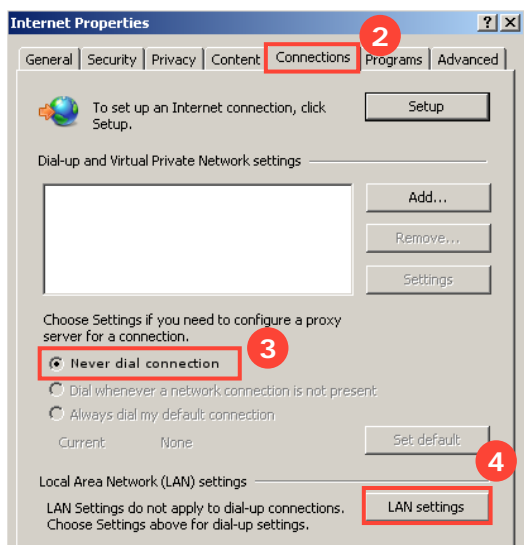 Internet Properties
? X
2
General Security Privacy Content Connections Programs Advanced
To set up an Internet connection, click
Setup.
Setup
Dial-up and Virtual Private Network settings
Add...
Remove...
Settings
Choose Settings if you need to configure a proxy
server for a connection.
3
Never dial connection
Dial whenever a network connection is not present
Always dial my default connection
Current None
Set default
4
Local Area Network (LAN) settings
LAN Settings do not apply to dial-up connections.
Choose Settings above for dial-up settings.
LAN settings